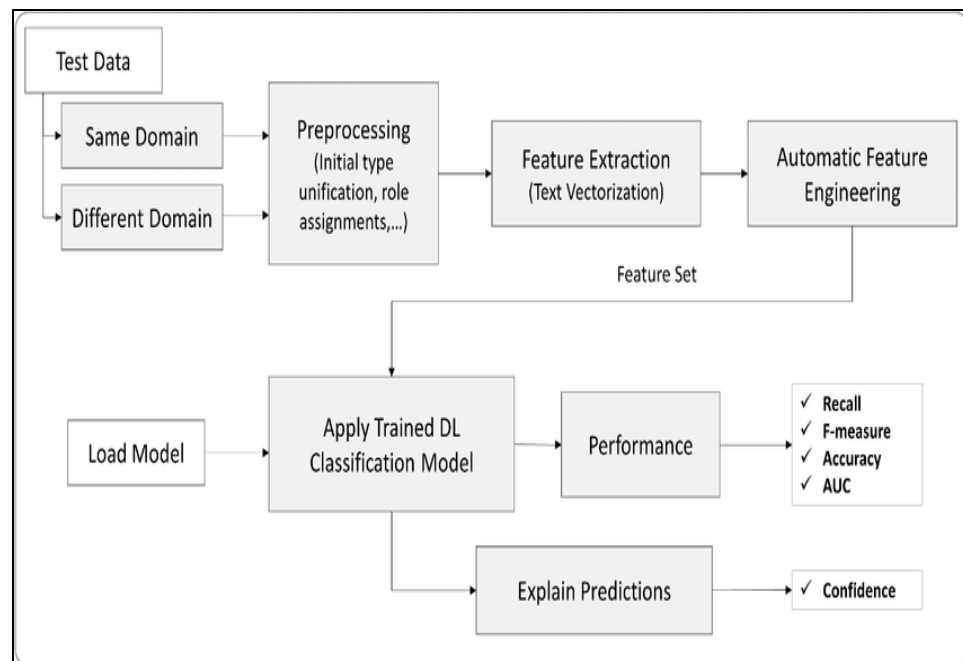 Test Data
Same Domain
Different Domain
Preprocessing
(Initial type
unification, role
assignments,...)
Feature Extraction
(Text Vectorization)
Automatic Feature
Engineering
Feature Set
Load Model
Apply Trained DL
Classification Model
Performance
✓ Recall
✓ F-measure
✓ Accuracy
✓ AUC
Explain Predictions
✓ Confidence